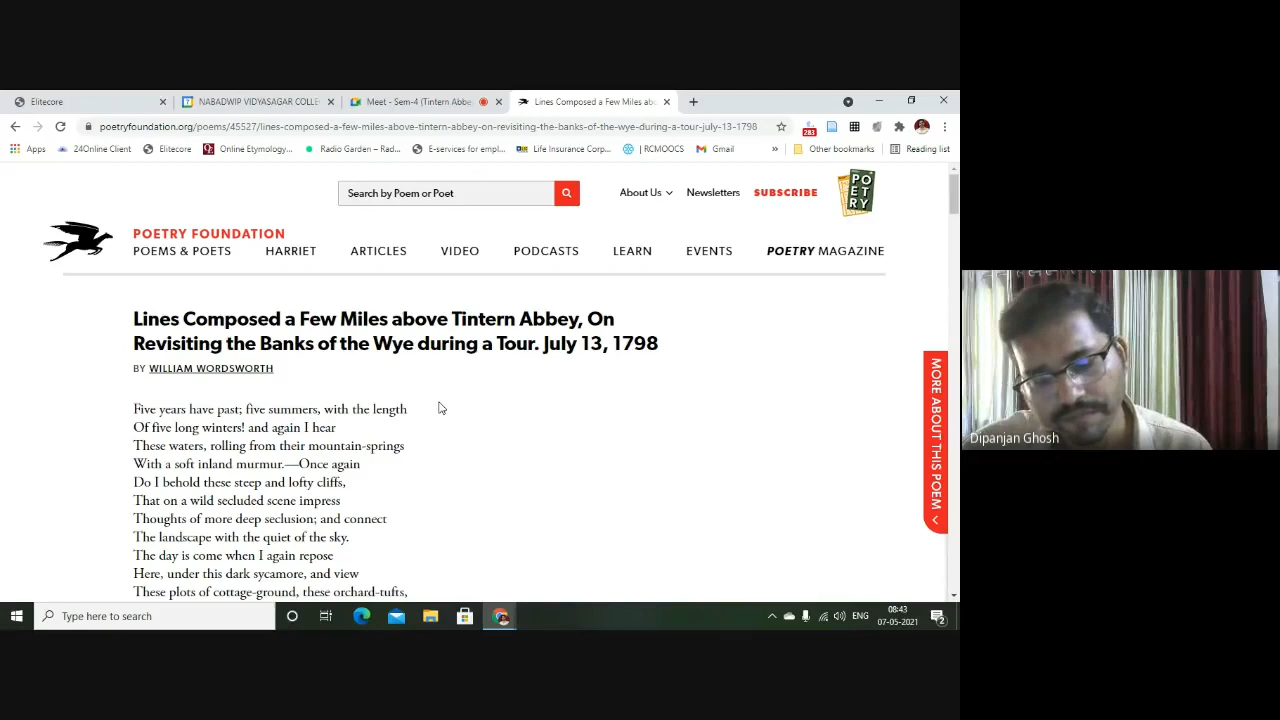 Elitecore
NABADWIP VIDYASAGAR COLLE
Meet - Sem-4 (Tintern Abbe
Lines Composed a Few Miles abo
poetryfoundation.org/poems/45527/lines-composed-a-few-miles-above-tintern-abbey-on-revisiting-the-banks-of-the-wye-during-a-tour-july-13-1798
283
Apps
24Online Client
Elitecore
Online Etymology...
Radio Garden – Rad...
E-services for empl...
Life Insurance Corp...
| RCMOOCS
Gmail
»
Other bookmarks
Reading list
Search by Poem or Poet
About Us
Newsletters
SUBSCRIBE
POETRY
POETRY FOUNDATION
POEMS & POETS
HARRIET
ARTICLES
VIDEO
PODCASTS
LEARN
EVENTS
POETRY MAGAZINE
Lines Composed a Few Miles above Tintern Abbey, On
Revisiting the Banks of the Wye during a Tour. July 13, 1798
BY WILLIAM WORDSWORTH
Five years have past; five summers, with the length
Of five long winters! and again I hear
These waters, rolling from their mountain-springs
With a soft inland murmur.—Once again
Do I behold these steep and lofty cliffs,
That on a wild secluded scene impress
Thoughts of more deep seclusion; and connect
The landscape with the quiet of the sky.
The day is come when I again repose
Here, under this dark sycamore, and view
These plots of cottage-ground, these orchard-tufts,
MORE ABOUT THIS POEM
Dipanjan Ghosh
Type here to search
ENG
08:43
07-05-2021
2